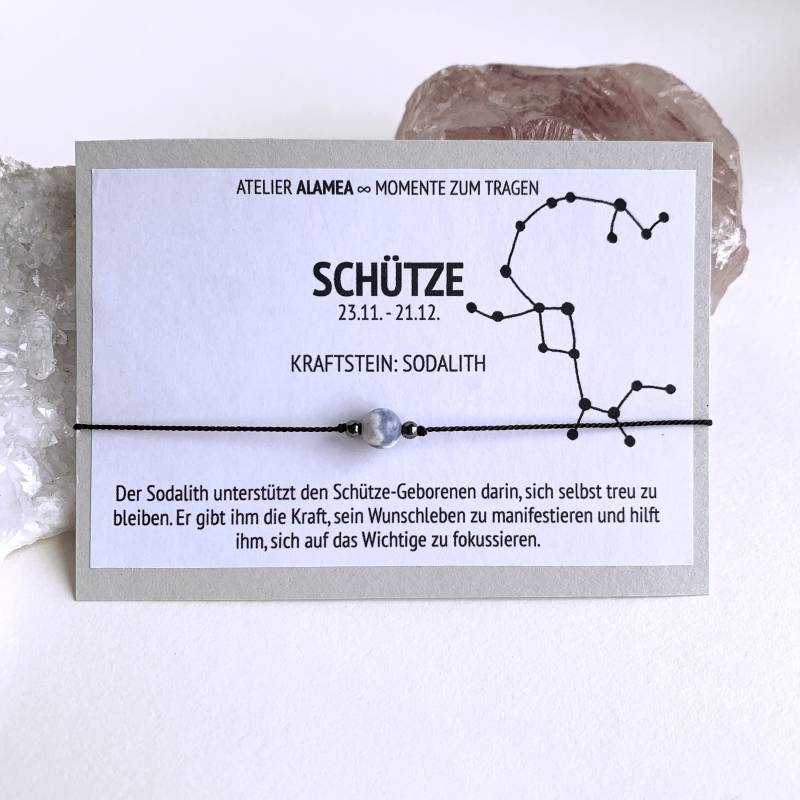 ATELIER ALAMEA ∞ MOMENTE ZUM TRAGEN
SCHÜTZE
23.11. - 21.12.
KRAFTSTEIN: SODALITH
Der Sodalith unterstützt den Schütze-Geborenen darin, sich selbst treu zu
bleiben. Er gibt ihm die Kraft, sein Wunschleben zu manifestieren und hilft
ihm, sich auf das Wichtige zu fokussieren.